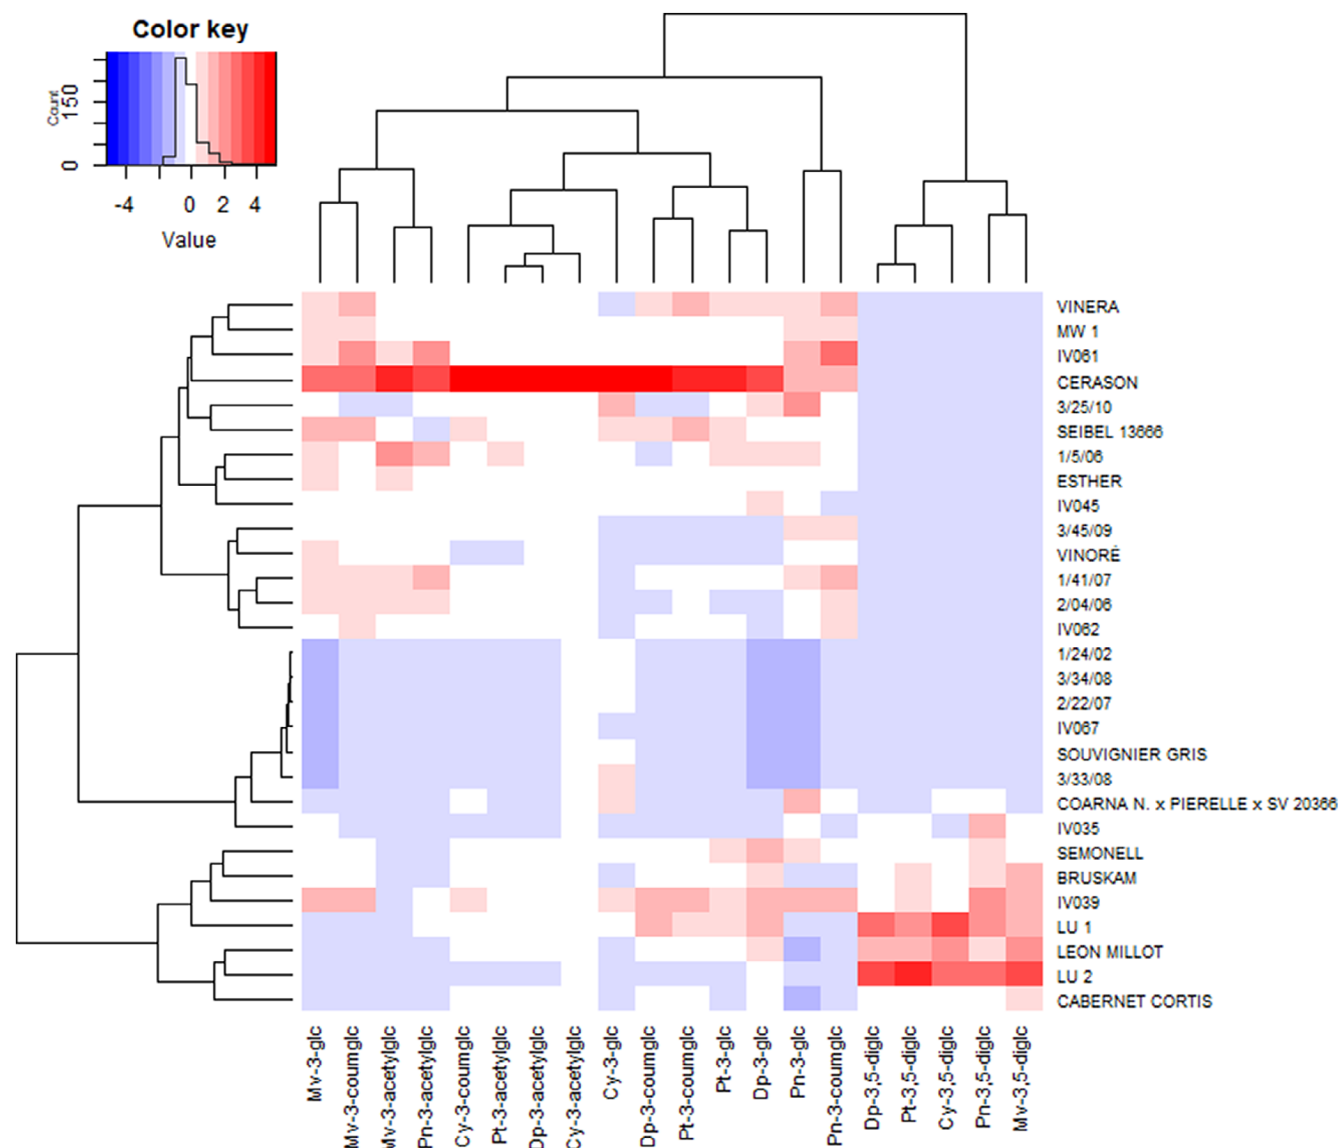 Color key
Count
0
150
-4
0
2
4
Value
VINERA
MW 1
IV061
CERASON
3/25/10
SEIBEL 13666
1/5/06
ESTHER
IV045
3/45/09
VINORÉ
1/41/07
2/04/06
IV062
1/24/02
3/34/08
2/22/07
IV067
SOUVIGNIER GRIS
3/33/08
COARNA N. x PIERELLE x SV 20366
IV035
SEMONELL
BRUSKAM
IV039
LU 1
LEON MILLOT
LU 2
CABERNET CORTIS
Mv-3-glc
Mv-3-coumglc
Mv-3-acetylglc
Pn-3-acetylglc
Cy-3-coumglc
Pt-3-acetylglc
Dp-3-acetylglc
Cy-3-acetylglc
Cy-3-glc
Dp-3-coumglc
Pt-3-coumglc
Pt-3-glc
Dp-3-glc
Pn-3-glc
Pn-3-coumglc
Dp-3,5-diglc
Pt-3,5-diglc
Cy-3,5-diglc
Pn-3,5-diglc
Mv-3,5-diglc